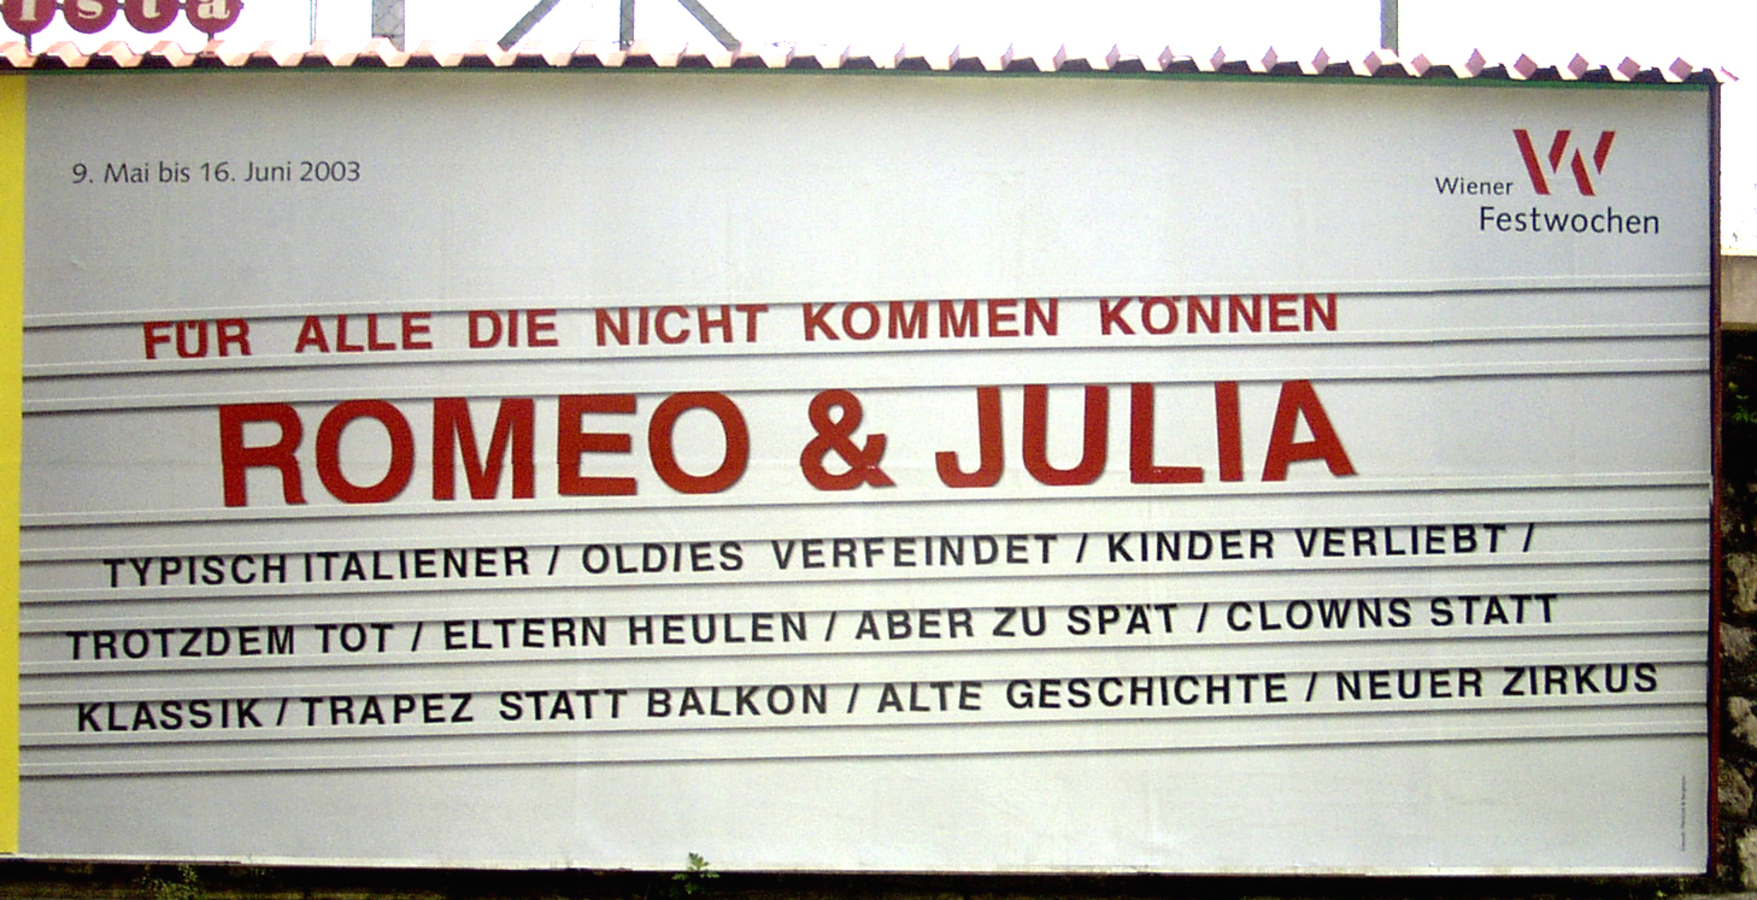 ista
9. Mai bis 16. Juni 2003
Wiener
Festwochen
FÜR ALLE DIE NICHT KOMMEN KÖNNEN
ROMEO & JULIA
TYPISCH ITALIENER / OLDIES VERFEINDET / KINDER VERLIEBT /
TROTZDEM TOT / ELTERN HEULEN / ABER ZU SPÄT / CLOWNS STATT
KLASSIK / TRAPEZ STATT BALKON / ALTE GESCHICHTE / NEUER ZIRKUS